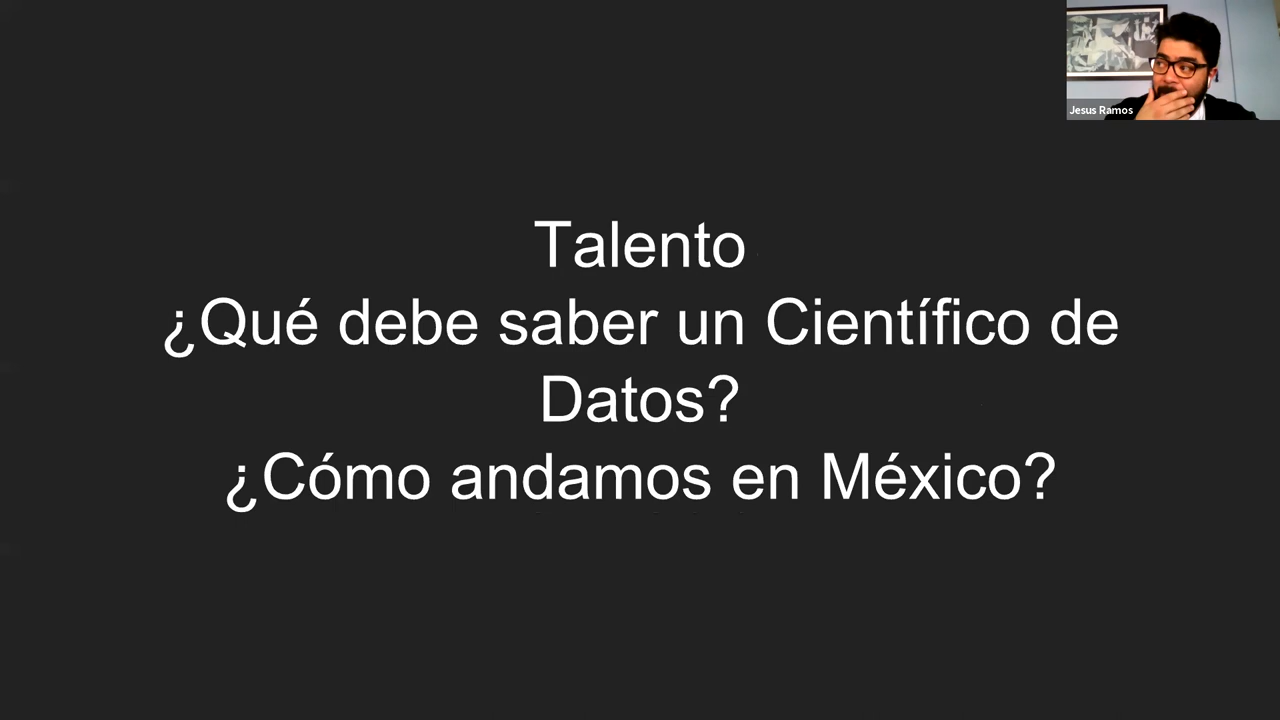 Jesus Ramos
Talento
¿Qué debe saber un Científico de
Datos?
¿Cómo andamos en México?